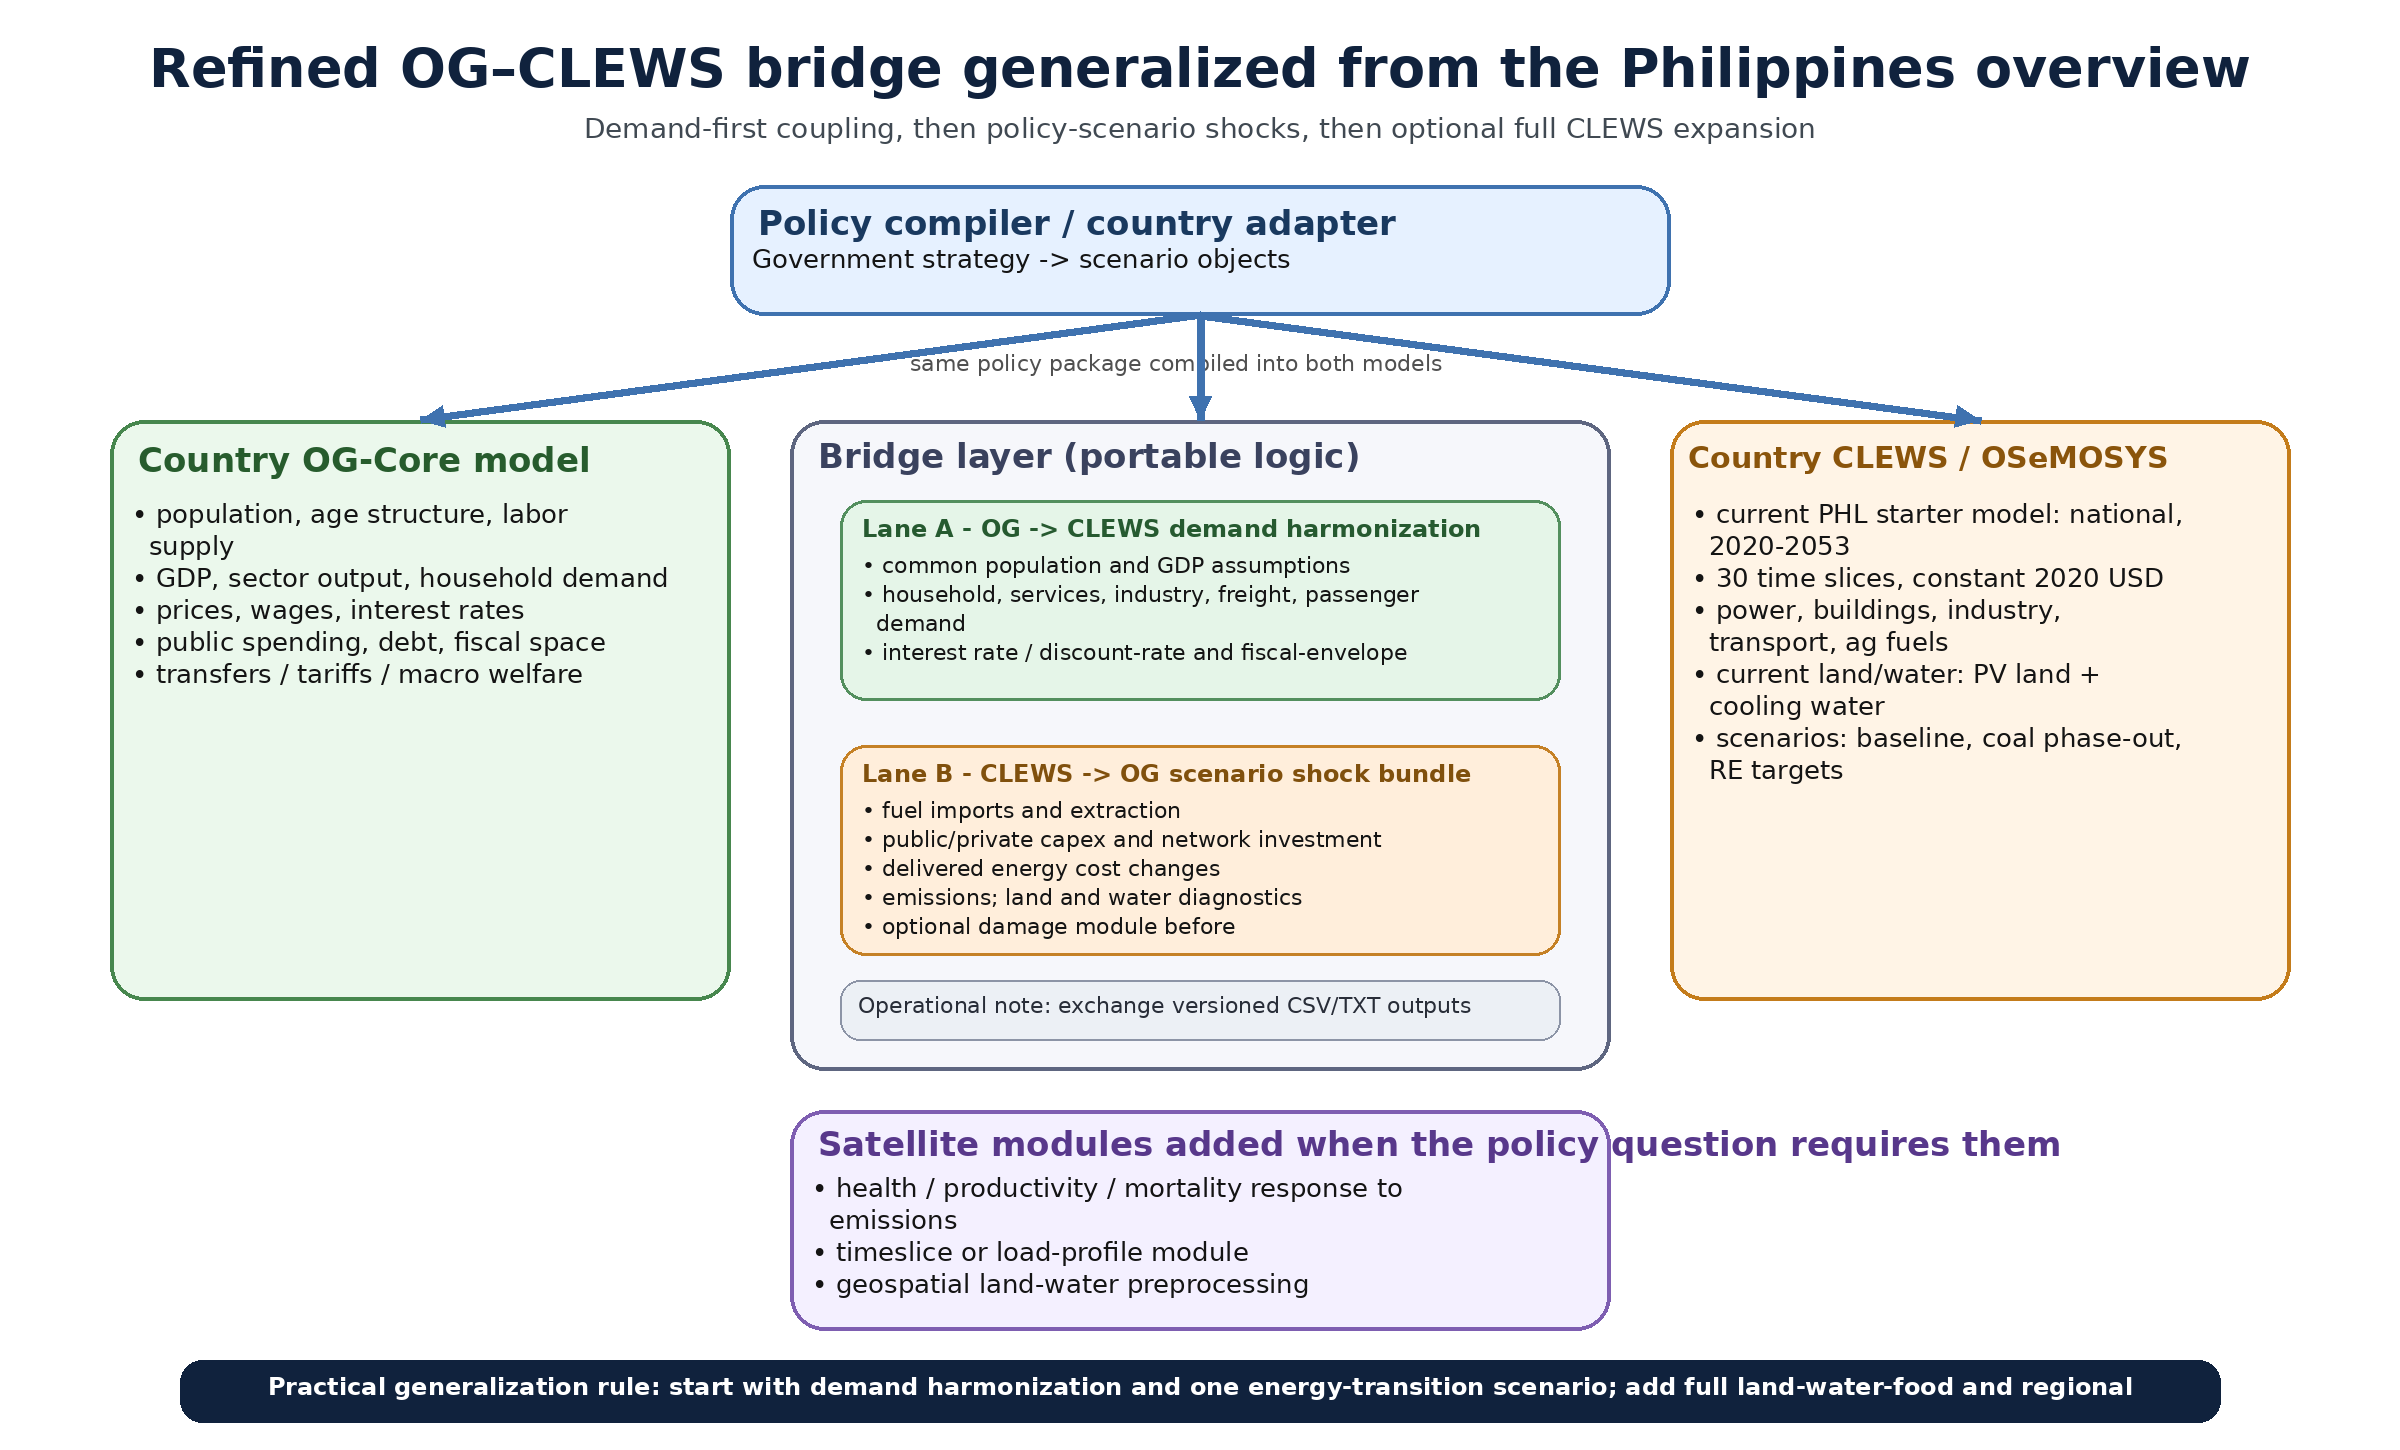 Refined OG–CLEWS bridge generalized from the Philippines overview
Demand-first coupling, then policy-scenario shocks, then optional full CLEWS expansion
Policy compiler / country adapter
Government strategy -> scenario objects
same policy package compiled into both models
Country OG-Core model
• population, age structure, labor
supply
• GDP, sector output, household demand
• prices, wages, interest rates
• public spending, debt, fiscal space
• transfers / tariffs / macro welfare
Bridge layer (portable logic)
Lane A - OG -> CLEWS demand harmonization
• common population and GDP assumptions
• household, services, industry, freight, passenger
demand
• interest rate / discount-rate and fiscal-envelope
Lane B - CLEWS -> OG scenario shock bundle
• fuel imports and extraction
• public/private capex and network investment
• delivered energy cost changes
• emissions; land and water diagnostics
• optional damage module before
Operational note: exchange versioned CSV/TXT outputs
Country CLEWS / OSeMOSYS
• current PHL starter model: national,
2020-2053
• 30 time slices, constant 2020 USD
• power, buildings, industry,
transport, ag fuels
• current land/water: PV land +
cooling water
• scenarios: baseline, coal phase-out,
RE targets
Satellite modules added when the policy question requires them
• health / productivity / mortality response to
emissions
• timeslice or load-profile module
• geospatial land-water preprocessing
Practical generalization rule: start with demand harmonization and one energy-transition scenario; add full land-water-food and regional